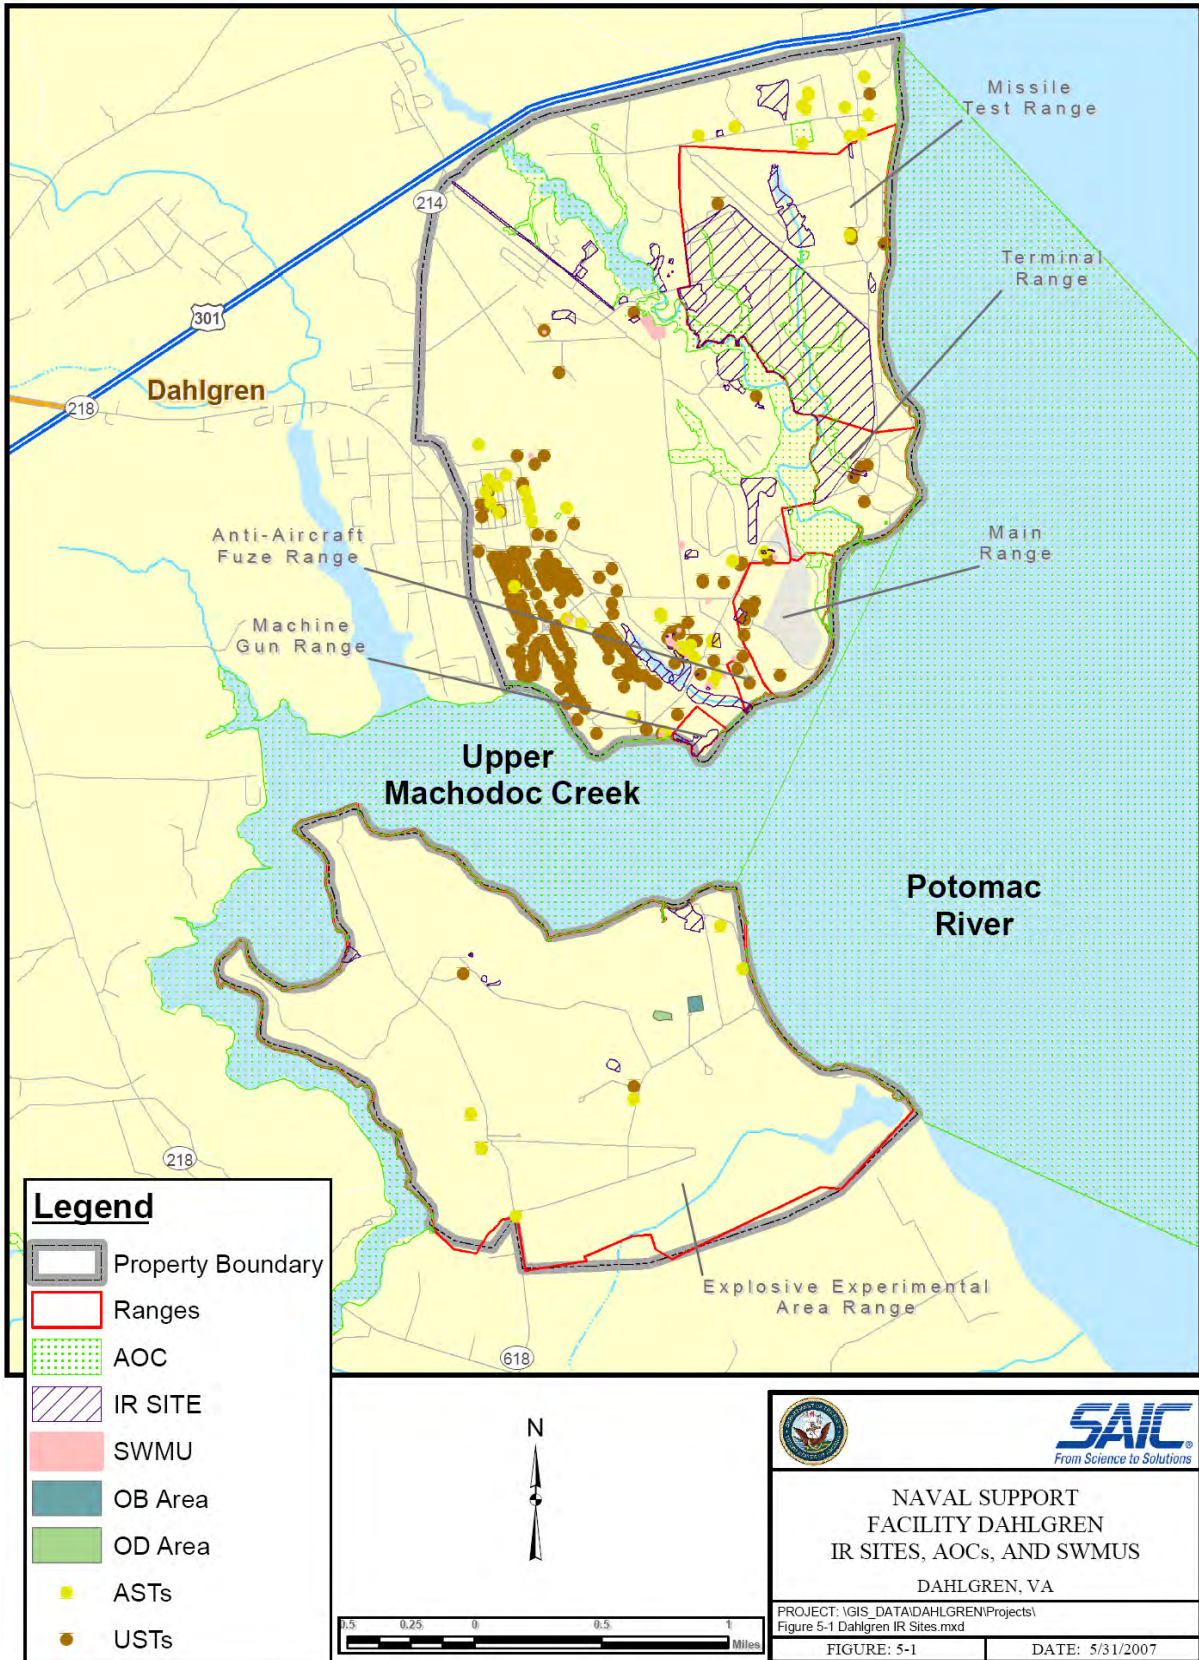 Missile
Test Range
214
Terminal
Range
301
Dahlgren
218
Anti-Aircraft
Fuze Range
Main
Range
Machine
Gun Range
Upper
Machodoc Creek
Potomac
River
218
Explosive Experimental
Area Range
618
Legend
Property Boundary
Ranges
AOC
IR SITE
SWMU
OB Area
OD Area
ASTs
USTs
N
0.5 0.25 0 0.5 1
Miles
SAIC®
From Science to Solutions
NAVAL SUPPORT
FACILITY DAHLGREN
IR SITES, AOCs, AND SWMUS
DAHLGREN, VA
PROJECT: \GIS_DATA\DAHLGREN\Projects\
Figure 5-1 Dahlgren IR Sites.mxd
FIGURE: 5-1
DATE: 5/31/2007